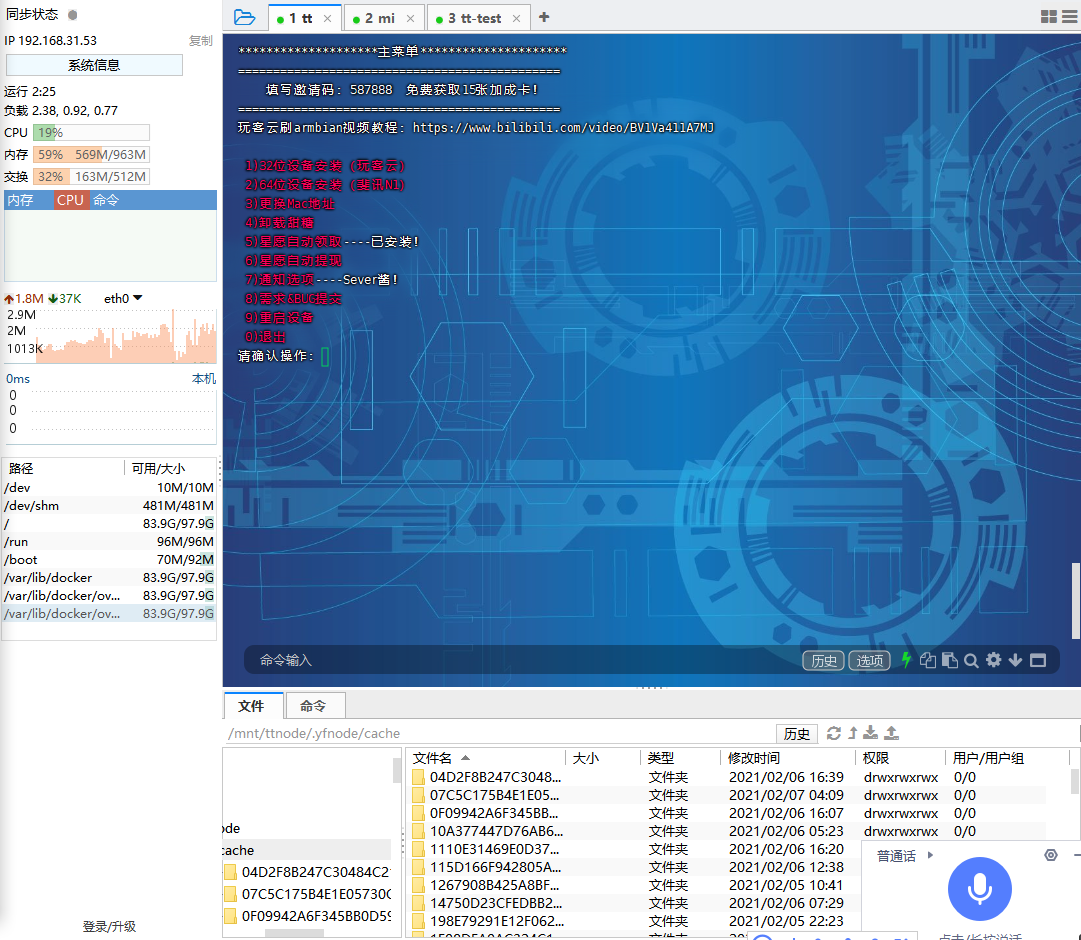 同步状态
IP 192.168.31.53
复制
系统信息
运行 2:25
负载 2.38, 0.92, 0.77
CPU 19%
内存 59% 569M/963M
交换 32% 163M/512M
内存 CPU 命令
1.8M 37K eth0
2.9M
2M
1013K
0ms 本机
0
0
0
路径 可用/大小
/dev 10M/10M
/dev/shm 481M/481M
/ 83.9G/97.9G
/run 96M/96M
/boot 70M/92M
/var/lib/docker 83.9G/97.9G
/var/lib/docker/ov... 83.9G/97.9G
/var/lib/docker/ov... 83.9G/97.9G
登录/升级
1 tt
2 mi
3 tt-test
********************主菜单*********************
==============================================
填写邀请码：587888 免费获取15张加成卡！
==============================================
玩客云刷armbian视频教程：https://www.bilibili.com/video/BV1Va411A7MJ
1)32位设备安装（玩客云）
2)64位设备安装（斐讯N1）
3)更换Mac地址
4)卸载甜糖
5)星愿自动领取----已安装！
6)星愿自动提现
7)通知选项----Sever酱！
8)需求&BUG提交
9)重启设备
0)退出
请确认操作：
命令输入
历史 选项
文件 命令
/mnt/ttnode/.yfnode/cache
历史
ode
cache
04D2F8B247C30484C2
07C5C175B4E1E05730
0F09942A6F345BB0D59
文件名 大小 类型 修改时间 权限 用户/用户组
04D2F8B247C3048... 文件夹 2021/02/06 16:39 drwxrwxrwx 0/0
07C5C175B4E1E05... 文件夹 2021/02/07 04:09 drwxrwxrwx 0/0
0F09942A6F345BB... 文件夹 2021/02/06 16:07 drwxrwxrwx 0/0
10A377447D76AB6... 文件夹 2021/02/06 05:23 drwxrwxrwx 0/0
1110E31469E0D37... 文件夹 2021/02/06 16:20
115D166F942805A... 文件夹 2021/02/06 12:38
1267908B425A8BF... 文件夹 2021/02/05 10:41
14750D23CFEDBB2... 文件夹 2021/02/06 07:29
198E79291E12F062... 文件夹 2021/02/05 22:23
普通话